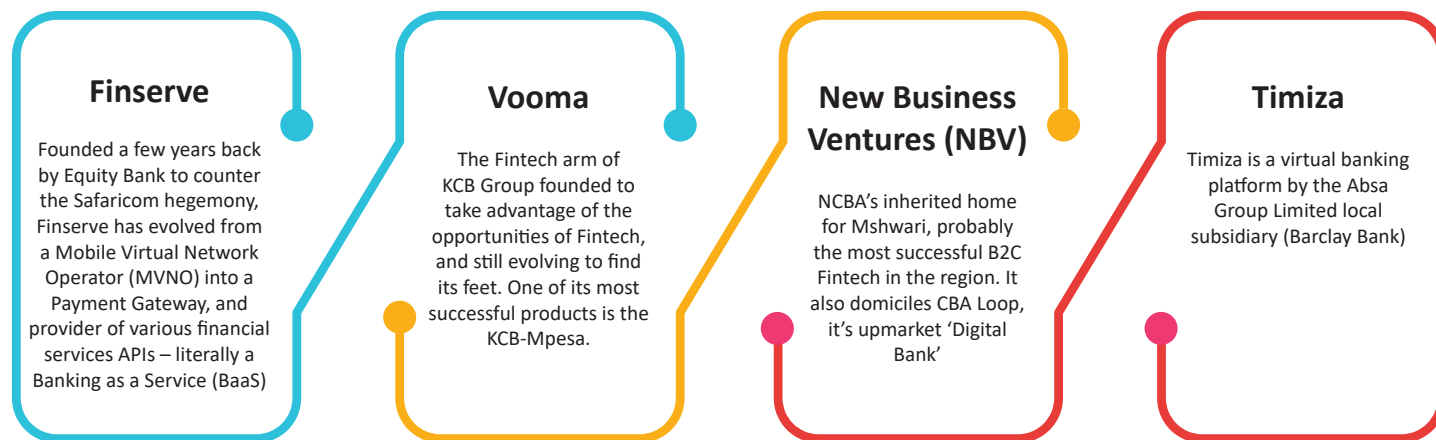 Finserve
Founded a few years back
by Equity Bank to counter
the Safaricom hegemony,
Finserve has evolved from
a Mobile Virtual Network
Operator (MVNO) into a
Payment Gateway, and
provider of various financial
services APIs – literally a
Banking as a Service (BaaS)
Vooma
The Fintech arm of
KCB Group founded to
take advantage of the
opportunities of Fintech,
and still evolving to find
its feet. One of its most
successful products is the
KCB-Mpesa.
New Business
Ventures (NBV)
NCBA’s inherited home
for Mshwari, probably
the most successful B2C
Fintech in the region. It
also domiciles CBA Loop,
it’s upmarket ‘Digital
Bank’
Timiza
Timiza is a virtual banking
platform by the Absa
Group Limited local
subsidiary (Barclay Bank)